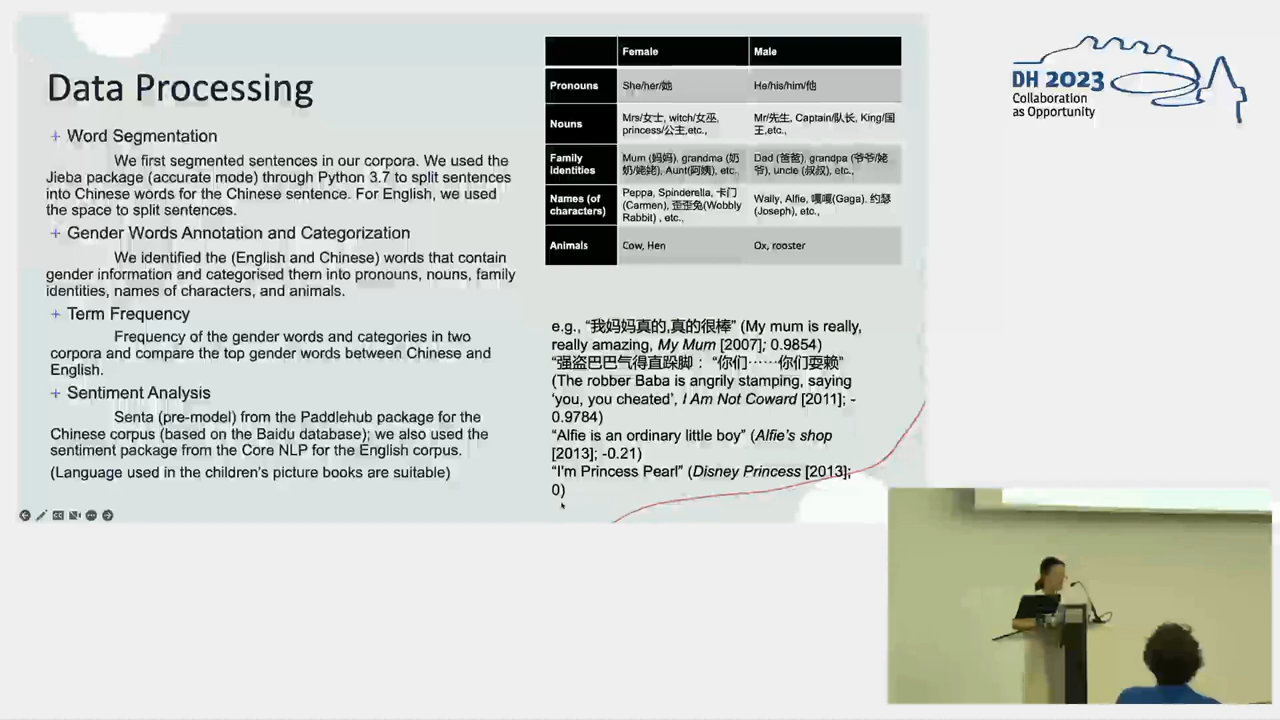 Data Processing
+ Word Segmentation
We first segmented sentences in our corpora. We used the
Jieba package (accurate mode) through Python 3.7 to split sentences
into Chinese words for the Chinese sentence. For English, we used
the space to split sentences.
+ Gender Words Annotation and Categorization
We identified the (English and Chinese) words that contain
gender information and categorised them into pronouns, nouns, family
identities, names of characters, and animals.
+ Term Frequency
Frequency of the gender words and categories in two
corpora and compare the top gender words between Chinese and
English.
+ Sentiment Analysis
Senta (pre-model) from the Paddlehub package for the
Chinese corpus (based on the Baidu database); we also used the
sentiment package from the Core NLP for the English corpus.
(Language used in the children's picture books are suitable)
Female Male
Pronouns She/her/她 He/his/him/他
Nouns Mrs/女士, witch/女巫, princess/公主,etc., Mr/先生, Captain/队长, King/国王,etc.,
Family identities Mum (妈妈), grandma (奶奶/姥姥), Aunt(阿姨), etc., Dad (爸爸), grandpa (爷爷/姥爷), uncle (叔叔), etc.,
Names (of characters) Peppa, Spinderella, 卡门(Carmen), 歪歪兔(Wobbly Rabbit) , etc., Wally, Alfie, 嘎嘎(Gaga). 约瑟(Joseph), etc.,
Animals Cow, Hen Ox, rooster
e.g., “我妈妈真的,真的很棒” (My mum is really,
really amazing, My Mum [2007]; 0.9854)
“强盗巴巴气得直跺脚：“你们……你们耍赖”
(The robber Baba is angrily stamping, saying
‘you, you cheated’, I Am Not Coward [2011]; -
0.9784)
“Alfie is an ordinary little boy” (Alfie’s shop
[2013]; -0.21)
“I’m Princess Pearl” (Disney Princess [2013];
0)
DH 2023
Collaboration
as Opportunity